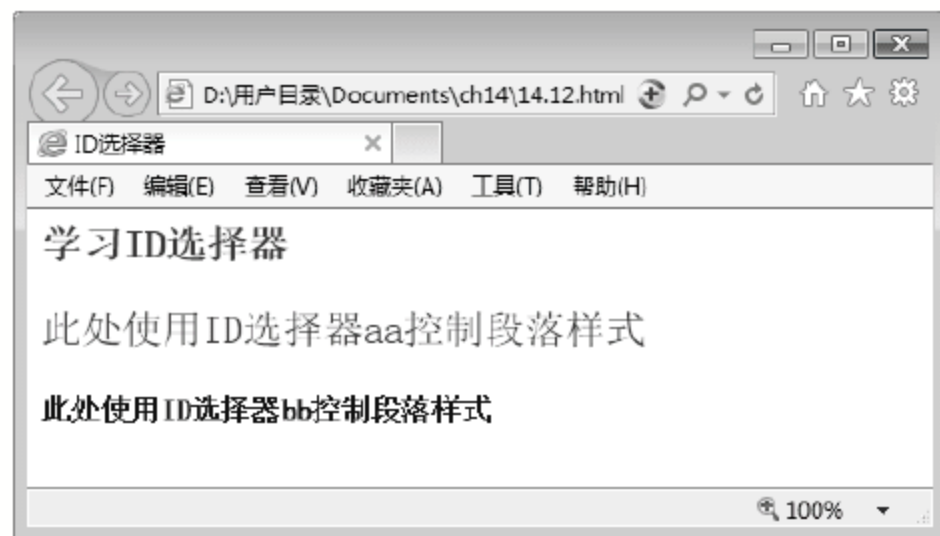 D:\用户目录\Documents\ch14\14.12.html
ID选择器
文件(F) 编辑(E) 查看(V) 收藏夹(A) 工具(T) 帮助(H)
学习ID选择器
此处使用ID选择器aa控制段落样式
此处使用ID选择器bb控制段落样式
100%